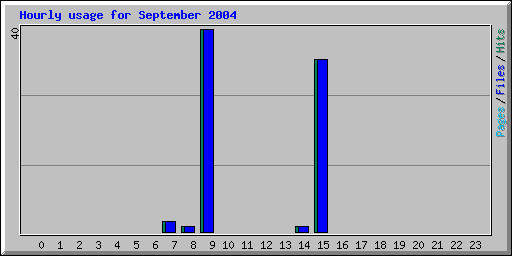 Hourly usage for September 2004
40
Pages/Files/Hits
0 1 2 3 4 5 6 7 8 9 10 11 12 13 14 15 16 17 18 19 20 21 22 23